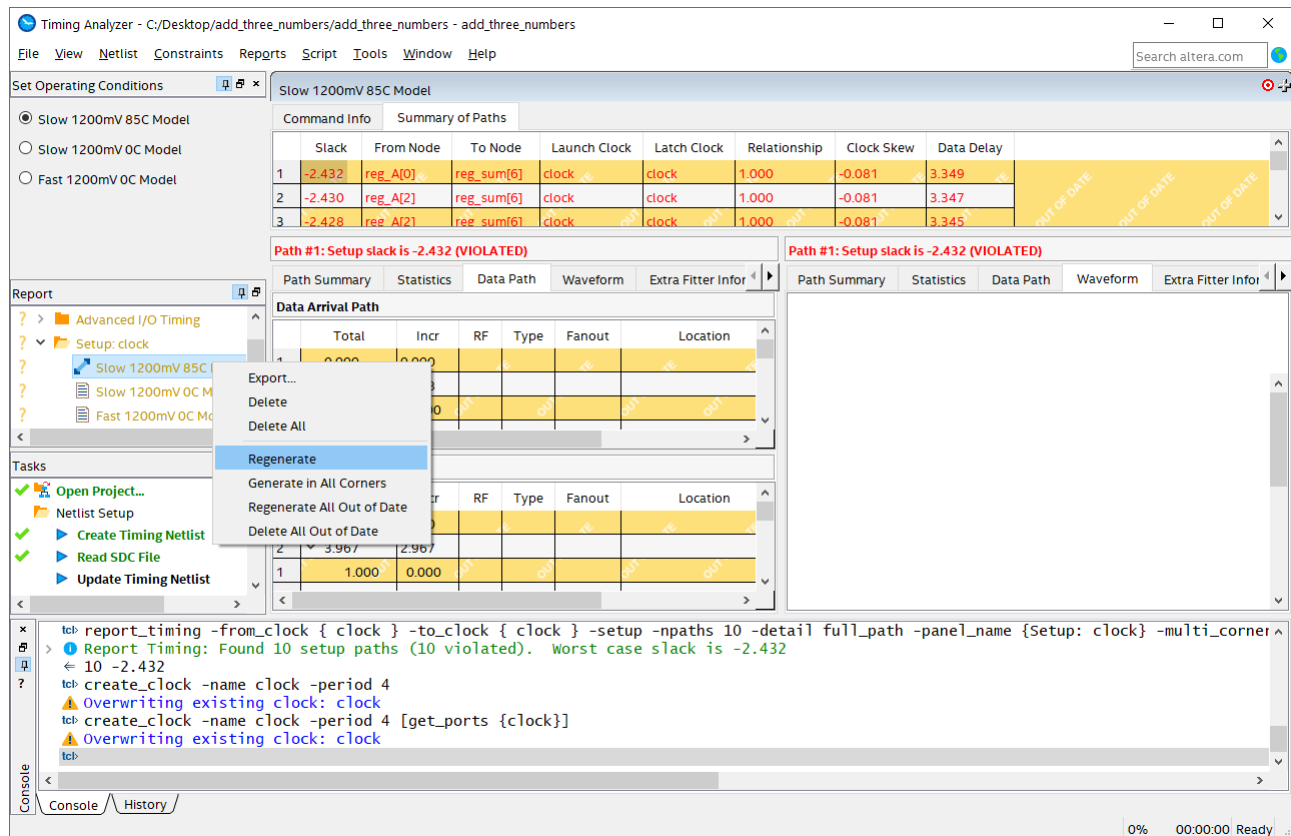 Timing Analyzer - C:/Desktop/add_three_numbers/add_three_numbers - add_three_numbers
File View Netlist Constraints Reports Script Tools Window Help
Search altera.com
Set Operating Conditions
Slow 1200mV 85C Model
Slow 1200mV 0C Model
Fast 1200mV 0C Model
Report
? Advanced I/O Timing
? Setup: clock
? Slow 1200mV 85C
? Slow 1200mV 0C M
? Fast 1200mV 0C Mo
Tasks
Open Project...
Netlist Setup
Create Timing Netlist
Read SDC File
Update Timing Netlist
Export...
Delete
Delete All
Regenerate
Generate in All Corners
Regenerate All Out of Date
Delete All Out of Date
Slow 1200mV 85C Model
Command Info Summary of Paths
Slack From Node To Node Launch Clock Latch Clock Relationship Clock Skew Data Delay
1 -2.432 reg_A[0] reg_sum[6] clock clock 1.000 -0.081 3.349
2 -2.430 reg_A[2] reg_sum[6] clock clock 1.000 -0.081 3.347
3 -2.428 reg_A[2] reg_sum[6] clock clock 1.000 -0.081 3.345
OUT OF DATE OUT OF DATE OUT OF DATE
Path #1: Setup slack is -2.432 (VIOLATED)
Path Summary Statistics Data Path Waveform Extra Fitter Infor
Data Arrival Path
Total Incr RF Type Fanout Location
1 0.000 0.000
Incr RF Type Fanout Location
2 3.967 2.967
1 1.000 0.000
Path #1: Setup slack is -2.432 (VIOLATED)
Path Summary Statistics Data Path Waveform Extra Fitter Infor
tcl> report_timing -from_clock { clock } -to_clock { clock } -setup -npaths 10 -detail full_path -panel_name {Setup: clock} -multi_corner
Report Timing: Found 10 setup paths (10 violated). Worst case slack is -2.432
← 10 -2.432
tcl> create_clock -name clock -period 4
Overwriting existing clock: clock
tcl> create_clock -name clock -period 4 [get_ports {clock}]
Overwriting existing clock: clock
tcl>
Console
Console History
0% 00:00:00 Ready